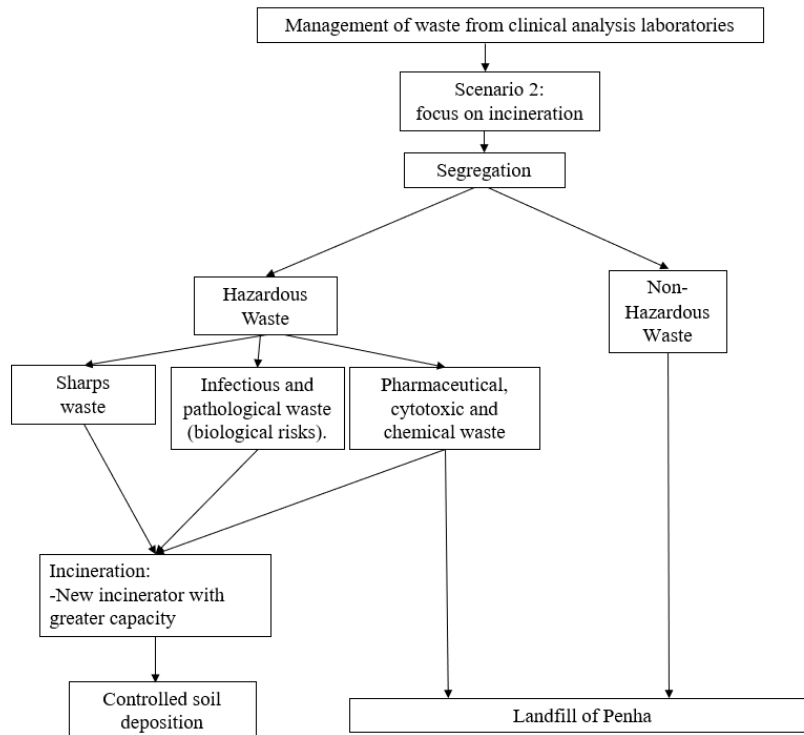 Management of waste from clinical analysis laboratories
Scenario 2:
focus on incineration
Segregation
Hazardous
Waste
Non-
Hazardous
Waste
Sharps
waste
Infectious and
pathological waste
(biological risks).
Pharmaceutical,
cytotoxic and
chemical waste
Incineration:
-New incinerator with
greater capacity
Controlled soil
deposition
Landfill of Penha